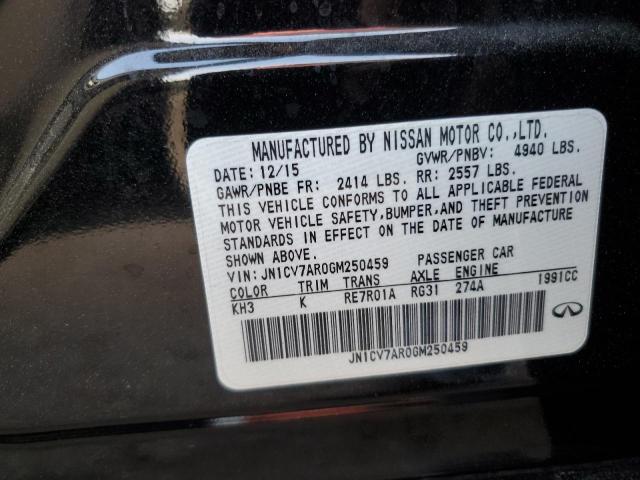 MANUFACTURED BY NISSAN MOTOR CO.,LTD.
DATE: 12/15 GVWR/PNBV: 4940 LBS.
GAWR/PNBE FR: 2414 LBS. RR: 2557 LBS.
THIS VEHICLE CONFORMS TO ALL APPLICABLE FEDERAL
MOTOR VEHICLE SAFETY,BUMPER,AND THEFT PREVENTION
STANDARDS IN EFFECT ON THE DATE OF MANUFACTURE
SHOWN ABOVE.
VIN: JN1CV7AR0GM250459 PASSENGER CAR
COLOR TRIM TRANS AXLE ENGINE
KH3 K RE7R01A RG31 274A 1991CC
JN1CV7AR0GM250459